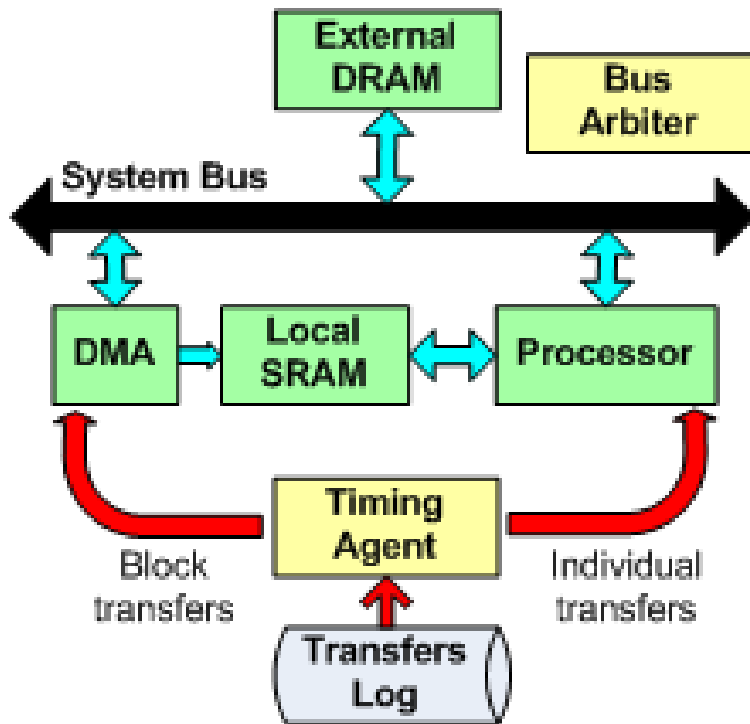 External
DRAM
Bus
Arbiter
System Bus
DMA
Local
SRAM
Processor
Timing
Agent
Block
transfers
Individual
transfers
Transfers
Log